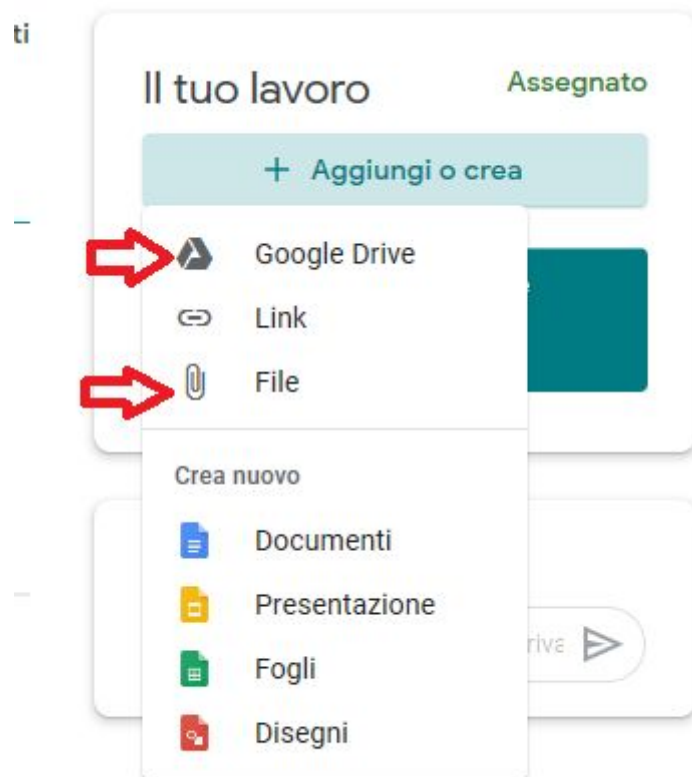 ti
Il tuo lavoro
Assegnato
+ Aggiungi o crea
Google Drive
Link
File
Crea nuovo
Documenti
Presentazione
Fogli
Disegni